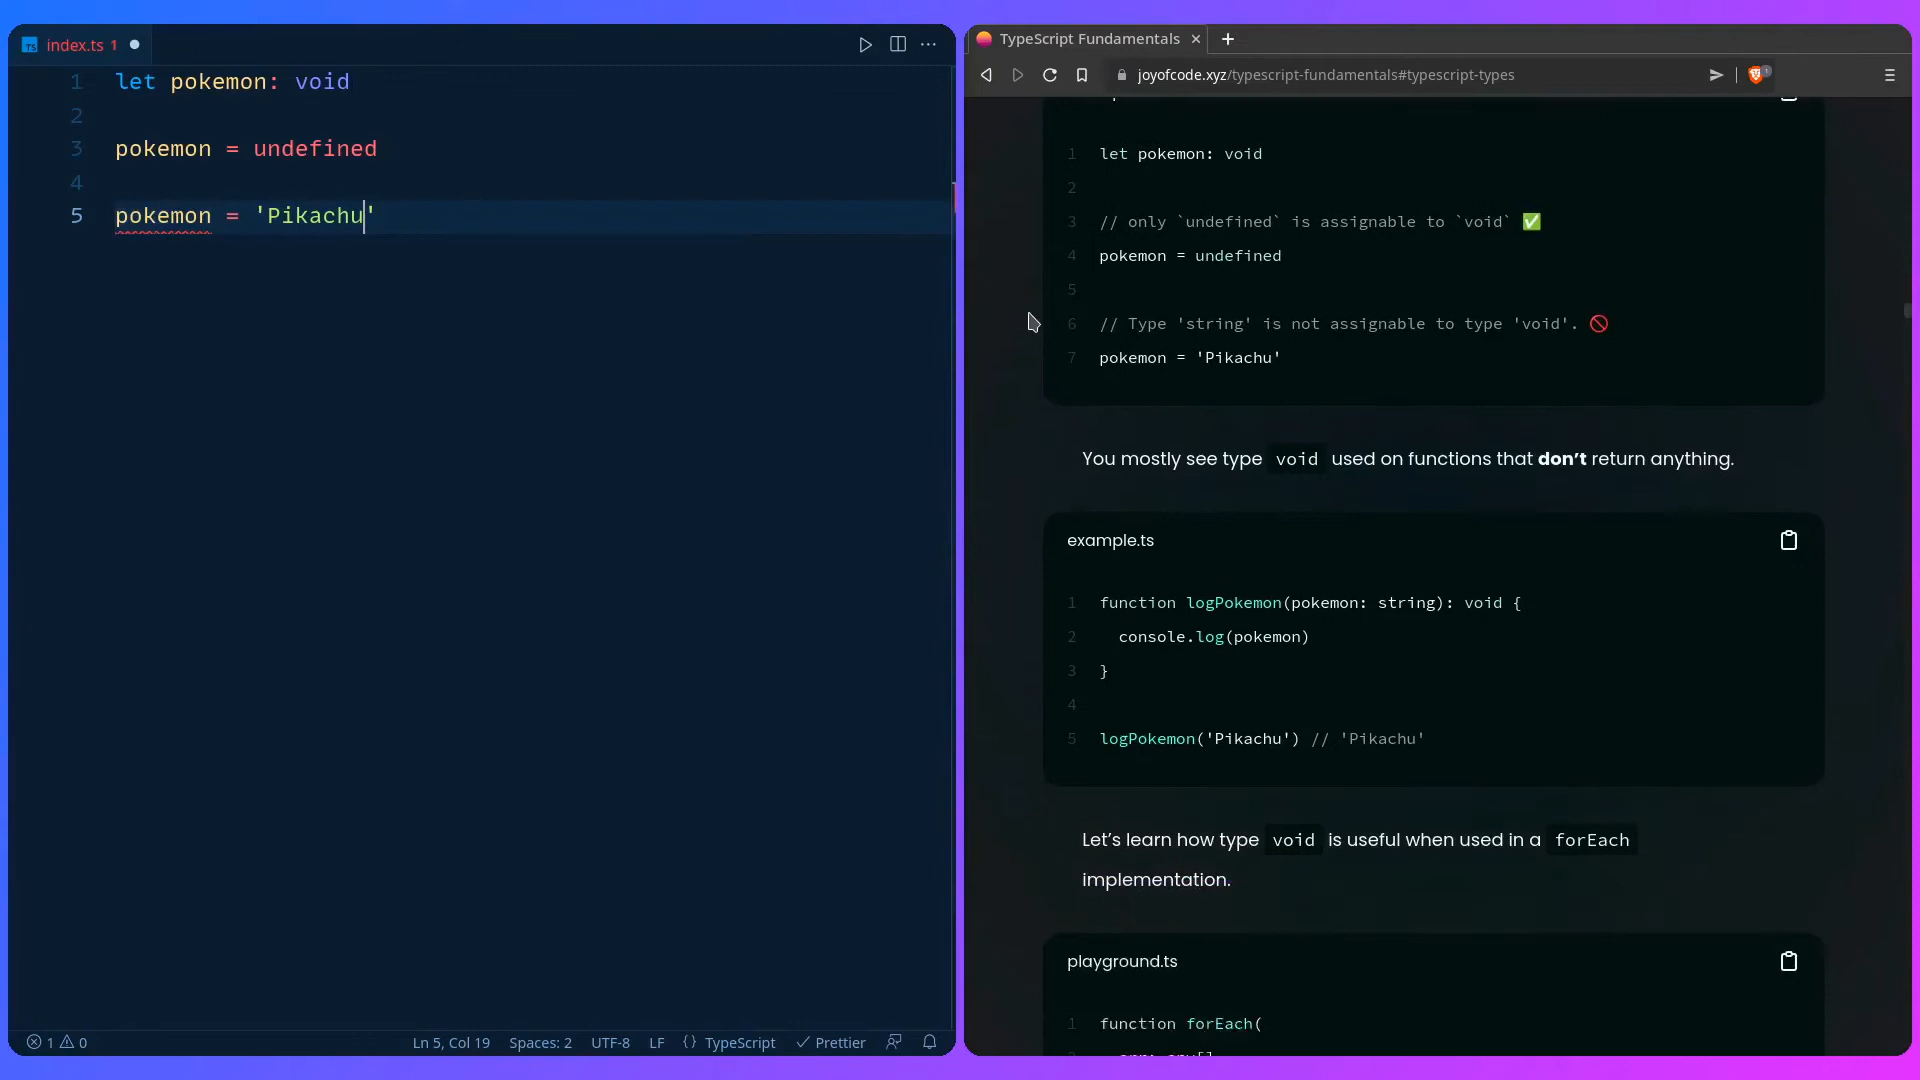 index.ts 1
1 let pokemon: void
2
3 pokemon = undefined
4
5 pokemon = 'Pikachu'
1 0
Ln 5, Col 19 Spaces: 2 UTF-8 LF {} TypeScript Prettier
TypeScript Fundamentals
joyofcode.xyz/typescript-fundamentals#typescript-types
1 let pokemon: void
2
3 // only `undefined` is assignable to `void` ✅
4 pokemon = undefined
5
6 // Type 'string' is not assignable to type 'void'. 🚫
7 pokemon = 'Pikachu'
You mostly see type void used on functions that don’t return anything.
example.ts
1 function logPokemon(pokemon: string): void {
2 console.log(pokemon)
3 }
4
5 logPokemon('Pikachu') // 'Pikachu'
Let’s learn how type void is useful when used in a forEach
implementation.
playground.ts
1 function forEach(